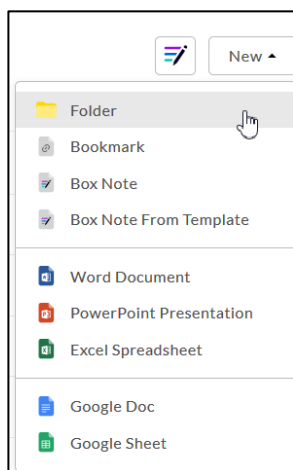 New
Folder
Bookmark
Box Note
Box Note From Template
Word Document
PowerPoint Presentation
Excel Spreadsheet
Google Doc
Google Sheet